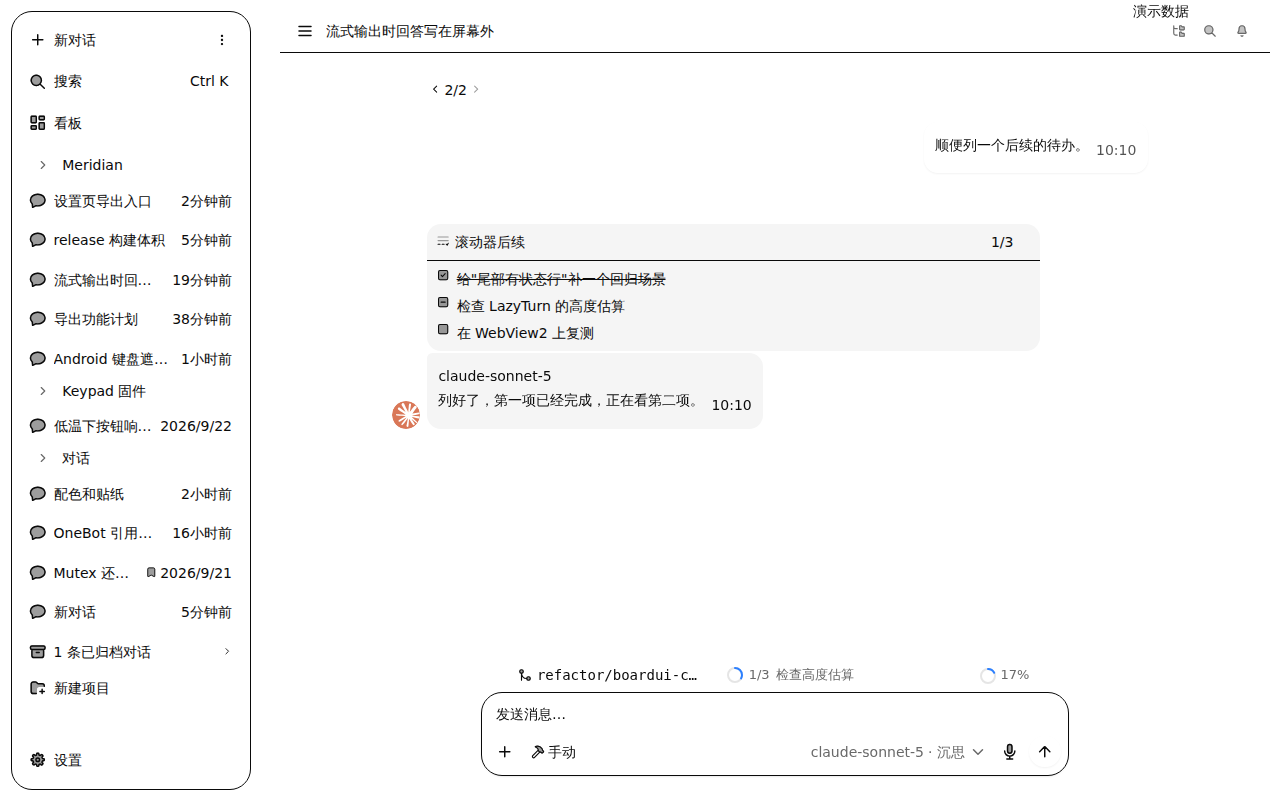 新对话
搜索 Ctrl K
看板
Meridian
设置页导出入口 2分钟前
release 构建体积 5分钟前
流式输出时回… 19分钟前
导出功能计划 38分钟前
Android 键盘遮… 1小时前
Keypad 固件
低温下按钮响… 2026/9/22
对话
配色和贴纸 2小时前
OneBot 引用… 16小时前
Mutex 还… 2026/9/21
新对话 5分钟前
1 条已归档对话
新建项目
设置
演示数据
流式输出时回答写在屏幕外
2/2
顺便列一个后续的待办。 10:10
滚动器后续 1/3
给"尾部有状态行"补一个回归场景
检查 LazyTurn 的高度估算
在 WebView2 上复测
claude-sonnet-5
列好了，第一项已经完成，正在看第二项。 10:10
refactor/boardui-c… 1/3 检查高度估算 17%
发送消息…
手动 claude-sonnet-5 · 沉思